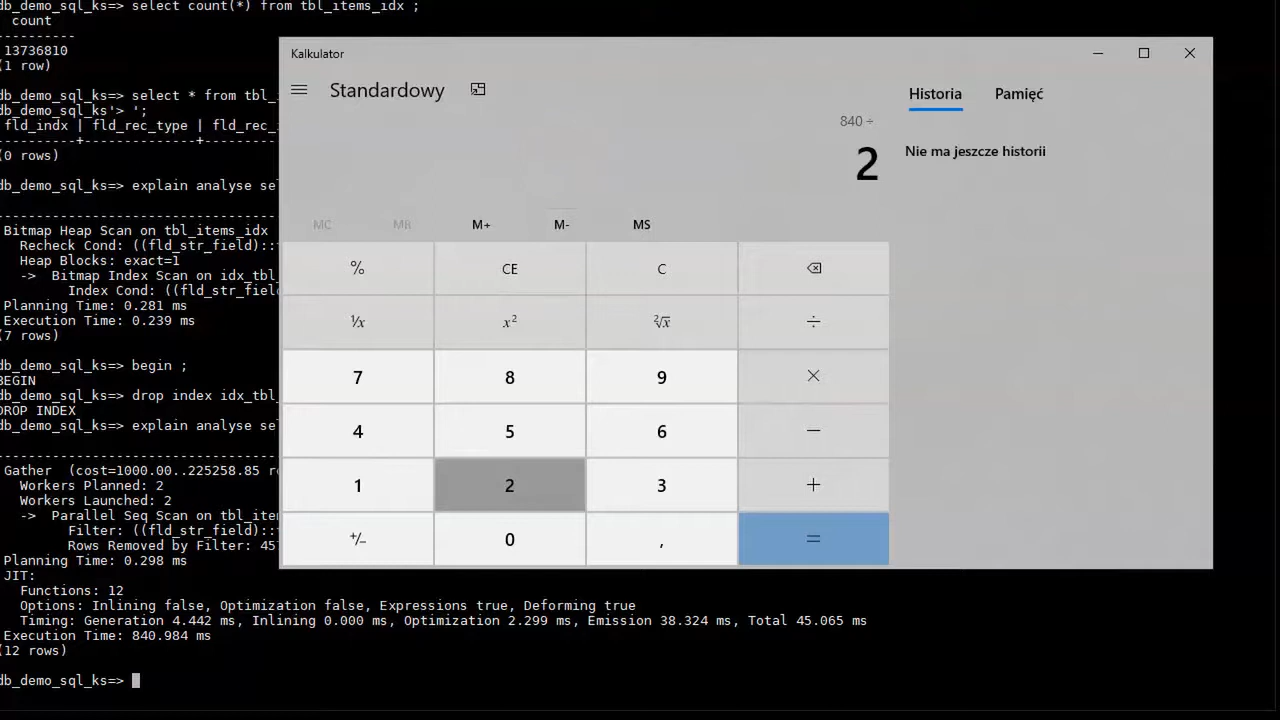 db_demo_sql_ks=> select count(*) from tbl_items_idx ;
count
----------
13736810
(1 row)
db_demo_sql_ks=> select * from tbl_
db_demo_sql_ks'> ';
fld_indx | fld_rec_type | fld_rec_
(0 rows)
db_demo_sql_ks=> explain analyse sel
Bitmap Heap Scan on tbl_items_idx
Recheck Cond: ((fld_str_field)::
Heap Blocks: exact=1
-> Bitmap Index Scan on idx_tbl_
Index Cond: ((fld_str_fiel
Planning Time: 0.281 ms
Execution Time: 0.239 ms
(7 rows)
db_demo_sql_ks=> begin ;
BEGIN
db_demo_sql_ks=> drop index idx_tbl_
DROP INDEX
db_demo_sql_ks=> explain analyse sel
Gather (cost=1000.00..225258.85
Workers Planned: 2
Workers Launched: 2
-> Parallel Seq Scan on tbl_ite
Filter: ((fld_str_field)::
Rows Removed by Filter: 457
Planning Time: 0.298 ms
JIT:
Functions: 12
Options: Inlining false, Optimization false, Expressions true, Deforming true
Timing: Generation 4.442 ms, Inlining 0.000 ms, Optimization 2.299 ms, Emission 38.324 ms, Total 45.065 ms
Execution Time: 840.984 ms
(12 rows)
db_demo_sql_ks=>
Kalkulator
Standardowy
Historia Pamięć
840 ÷
2
Nie ma jeszcze historii
MC MR M+ M- MS
% CE C
¹⁄x x² ²√x ÷
7 8 9 ×
4 5 6 −
1 2 3 +
+/− 0 , =